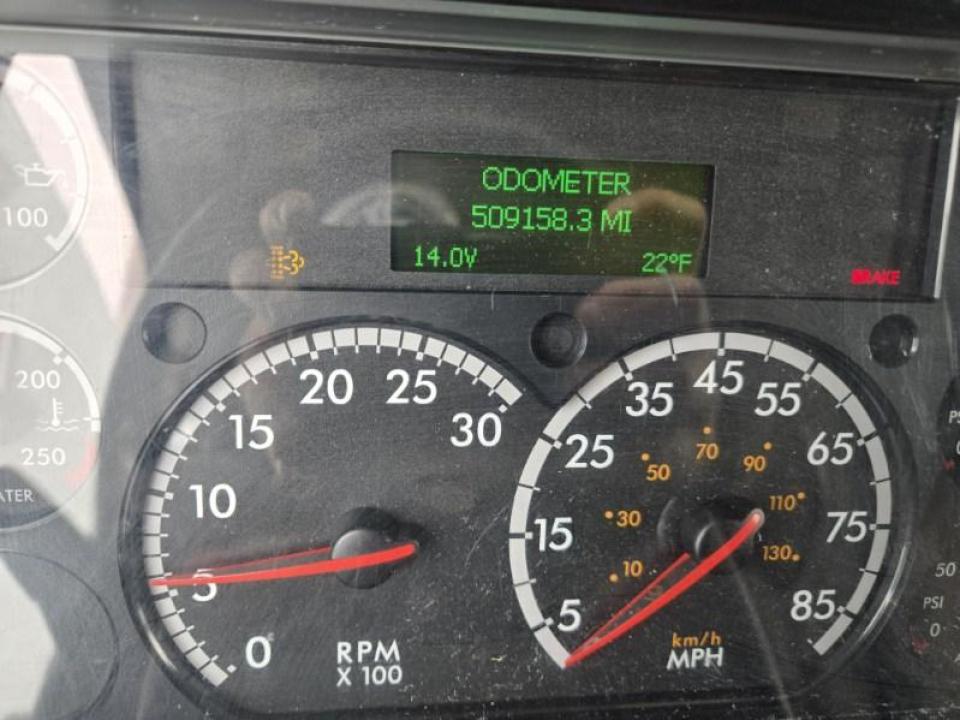 ODOMETER
509158.3 MI
14.0V 22°F
BRAKE
100
200
250
0 5 10 15 20 25 30
RPM
X 100
5 15 25 35 45 55 65 75 85
10 30 50 70 90 110 130
km/h
MPH
50
PSI
0